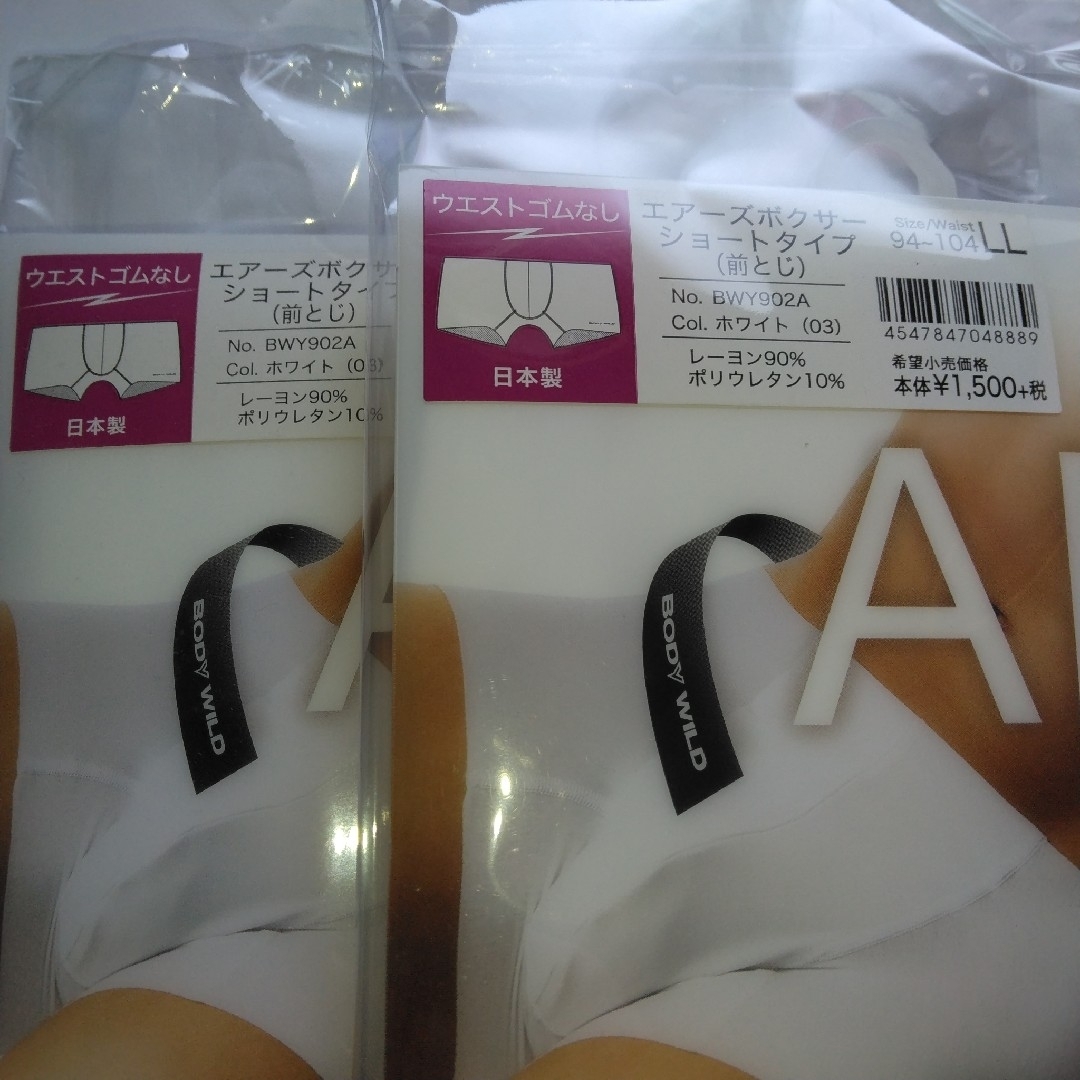 ウエストゴムなし
日本製
エアーズボクサー
ショートタイプ
（前とじ）
No. BWY902A
Col. ホワイト（03）
レーヨン90%
ポリウレタン10%
Size/Waist
94~104 LL
4547847048889
希望小売価格
本体¥1,500+税
A
BODY WILD
ウエストゴムなし
日本製
エアーズボクサ
ショートタイプ
（前とじ）
No. BWY902A
Col. ホワイト（03）
レーヨン90%
ポリウレタン10%
BODY WILD